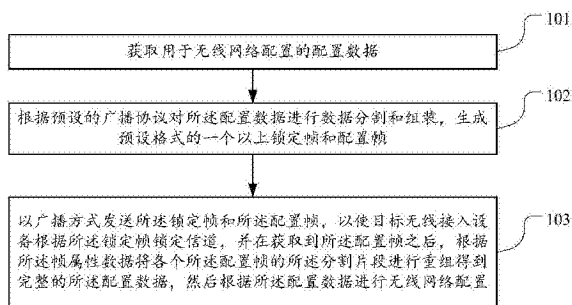 101
获取用于无线网络配置的配置数据
102
根据预设的广播协议对所述配置数据进行数据分割和组装，生成
预设格式的一个以上锁定帧和配置帧
103
以广播方式发送所述锁定帧和所述配置帧，以使目标无线接入设
备根据所述锁定帧锁定信道，并在获取到所述配置帧之后，根据
所述帧属性数据将各个所述配置帧的所述分割片段进行重组得到
完整的所述配置数据，然后根据所述配置数据进行无线网络配置